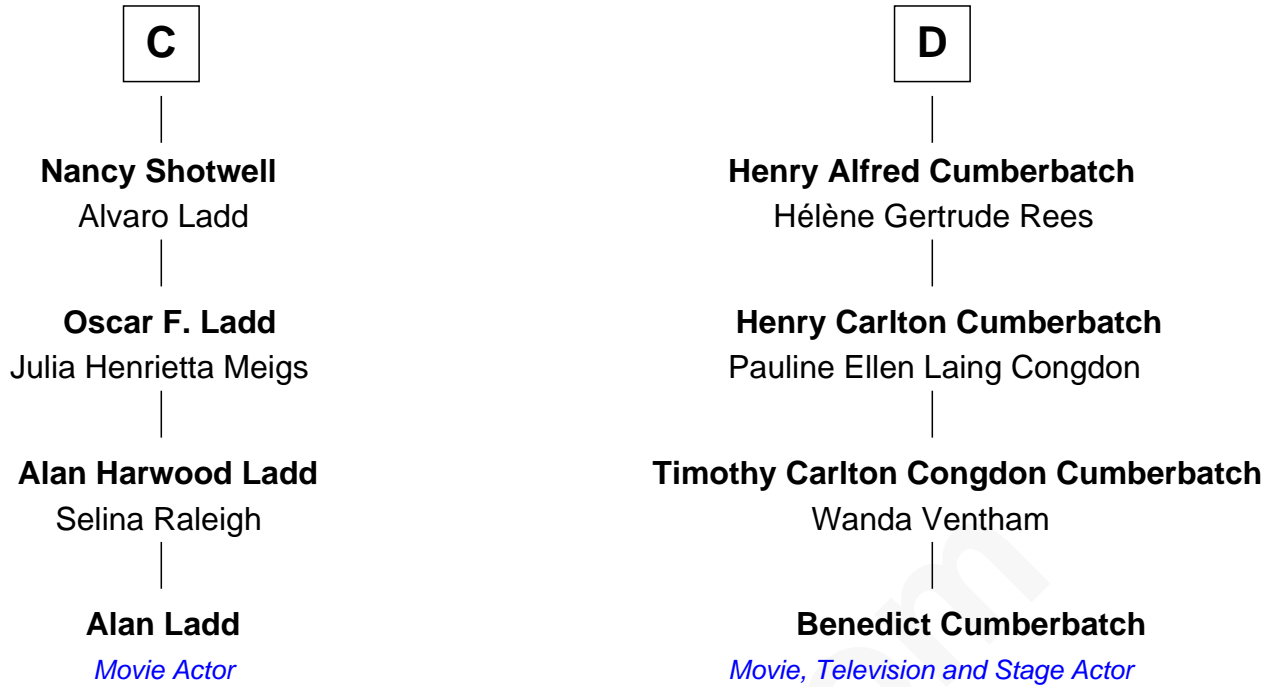 C
Nancy Shotwell
Alvaro Ladd
Oscar F. Ladd
Julia Henrietta Meigs
Alan Harwood Ladd
Selina Raleigh
Alan Ladd
Movie Actor
D
Henry Alfred Cumberbatch
Hélène Gertrude Rees
Henry Carlton Cumberbatch
Pauline Ellen Laing Congdon
Timothy Carlton Congdon Cumberbatch
Wanda Ventham
Benedict Cumberbatch
Movie, Television and Stage Actor